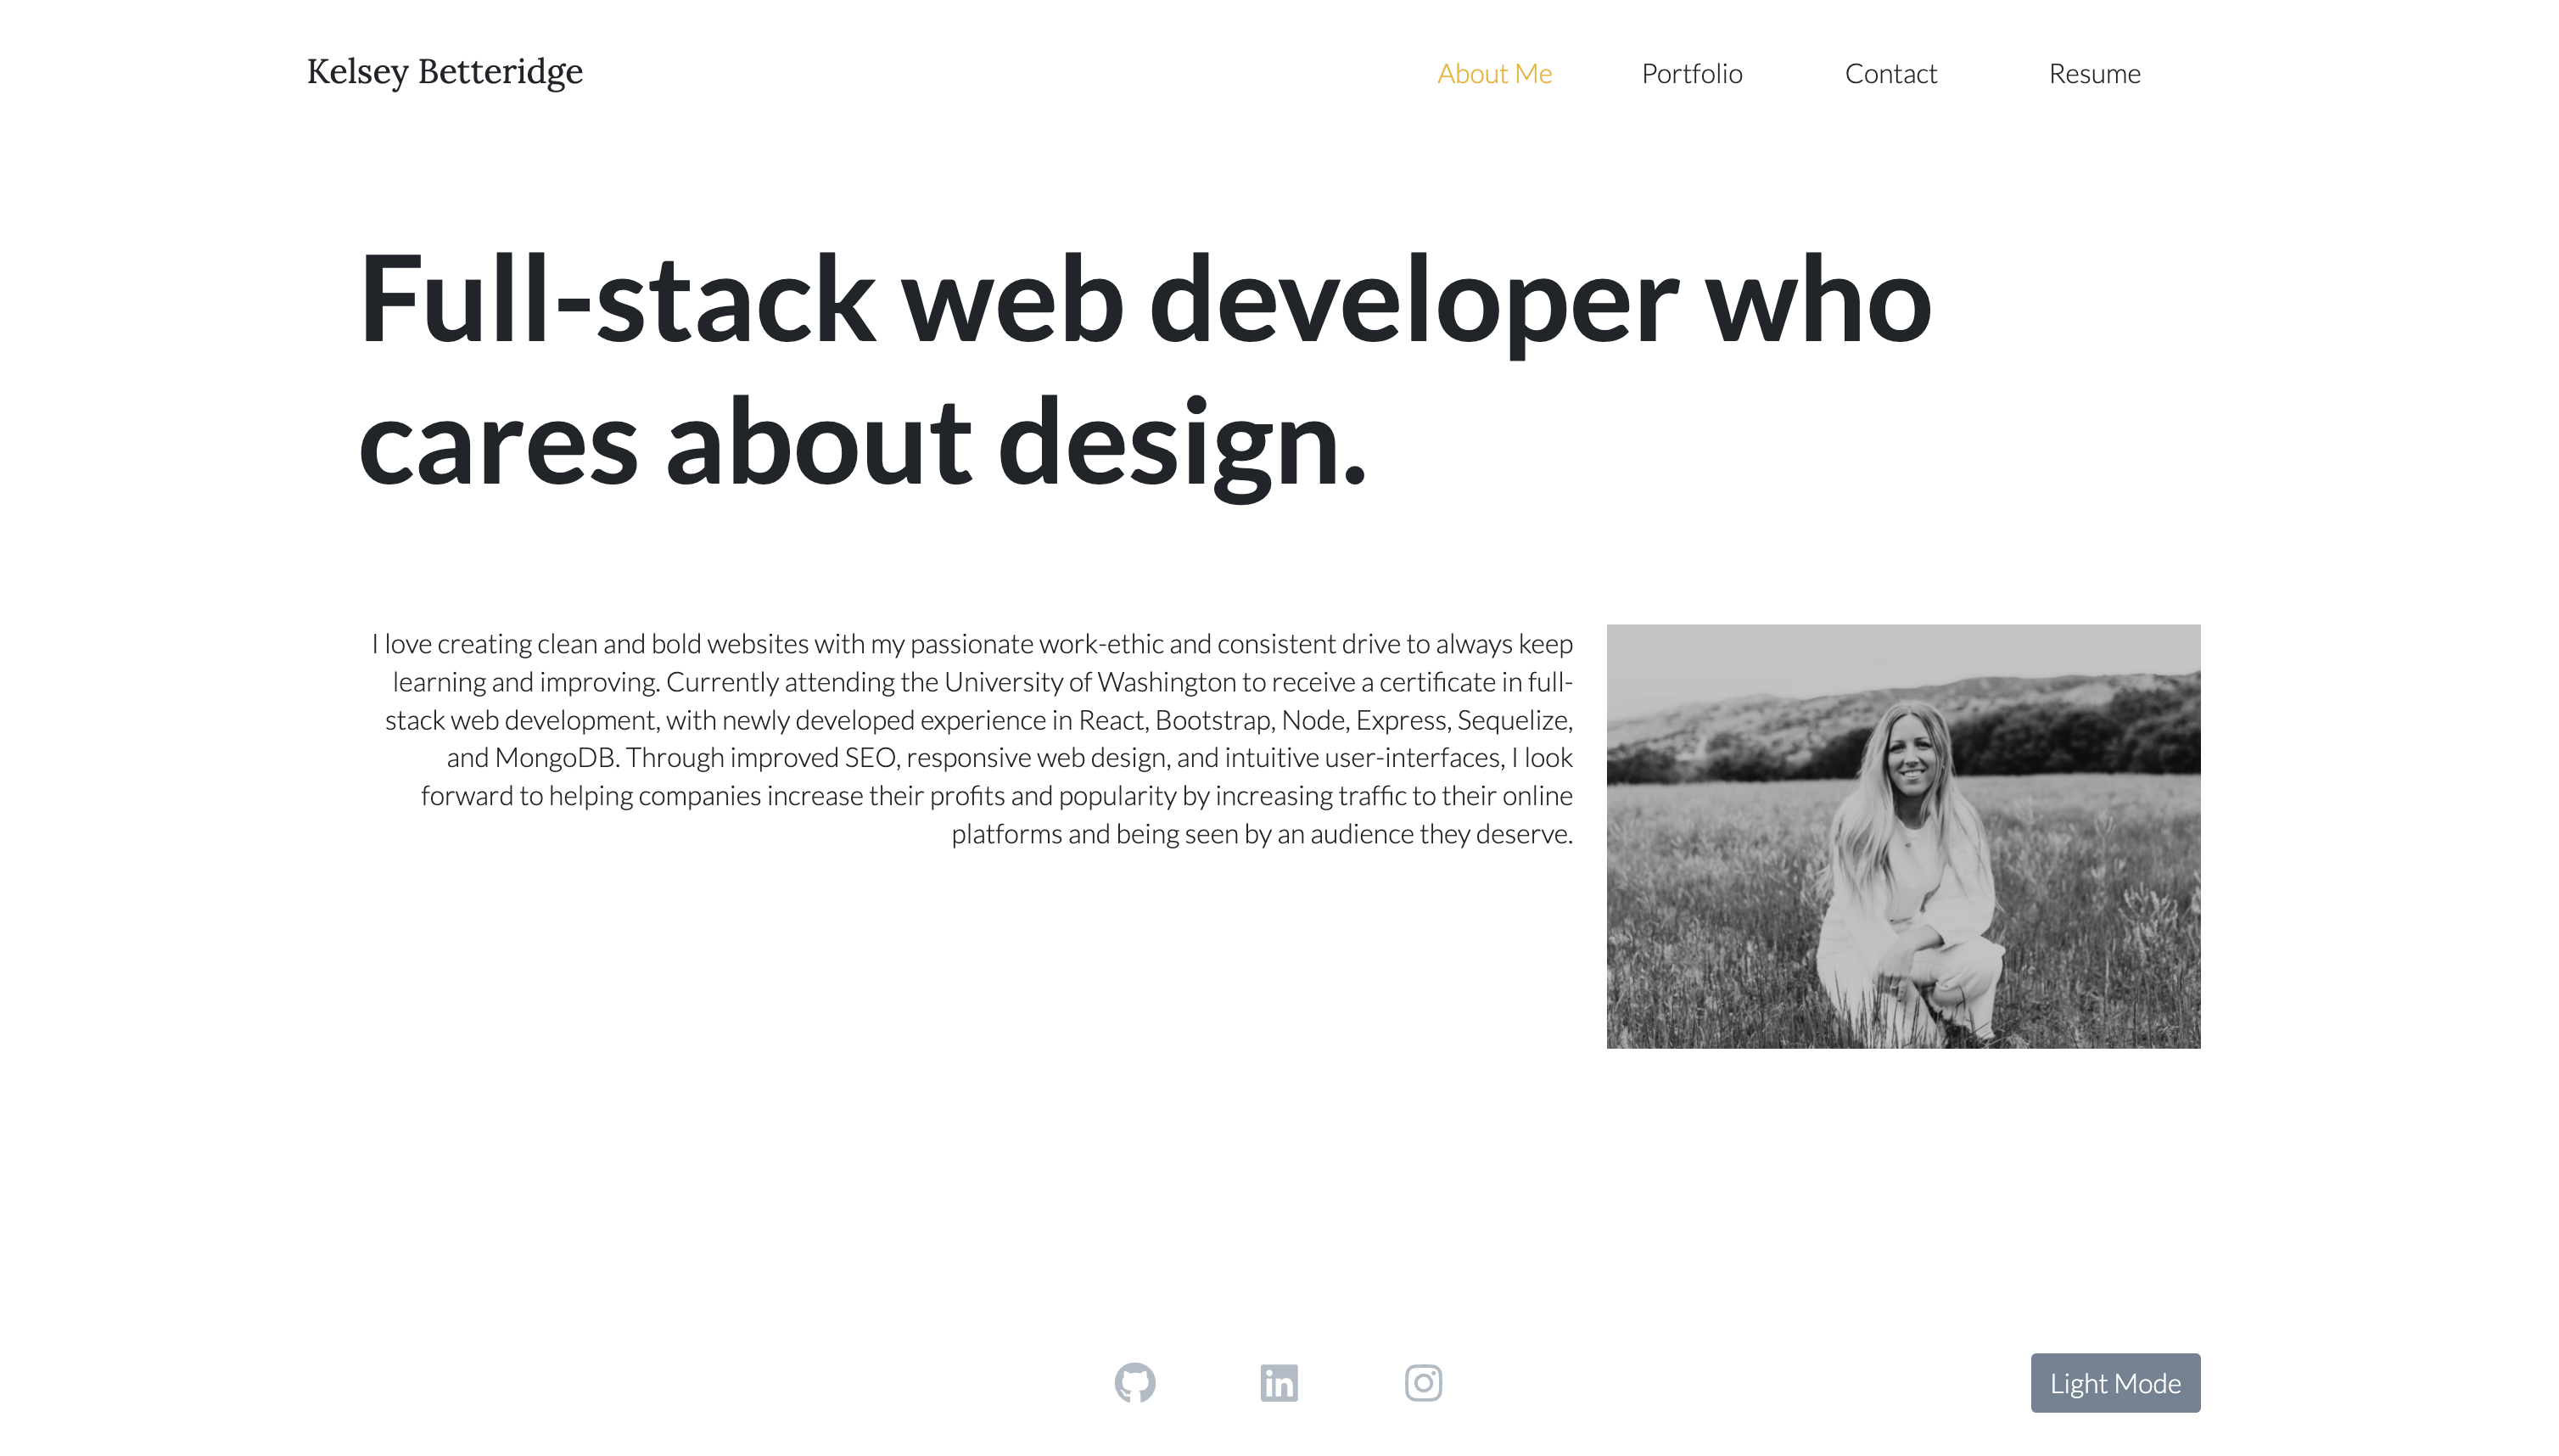 Kelsey Betteridge
About Me
Portfolio
Contact
Resume
Full-stack web developer who
cares about design.
I love creating clean and bold websites with my passionate work-ethic and consistent drive to always keep
learning and improving. Currently attending the University of Washington to receive a certificate in full-
stack web development, with newly developed experience in React, Bootstrap, Node, Express, Sequelize,
and MongoDB. Through improved SEO, responsive web design, and intuitive user-interfaces, I look
forward to helping companies increase their profits and popularity by increasing traffic to their online
platforms and being seen by an audience they deserve.
in
Light Mode